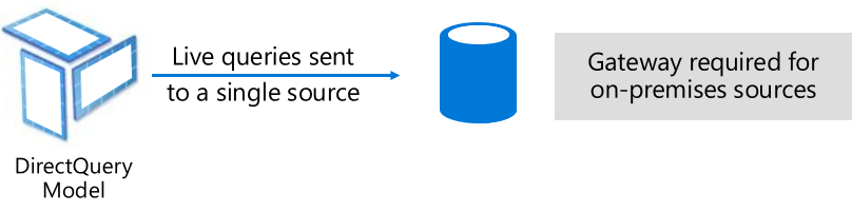 Live queries sent
to a single source
Gateway required for
on-premises sources
DirectQuery
Model